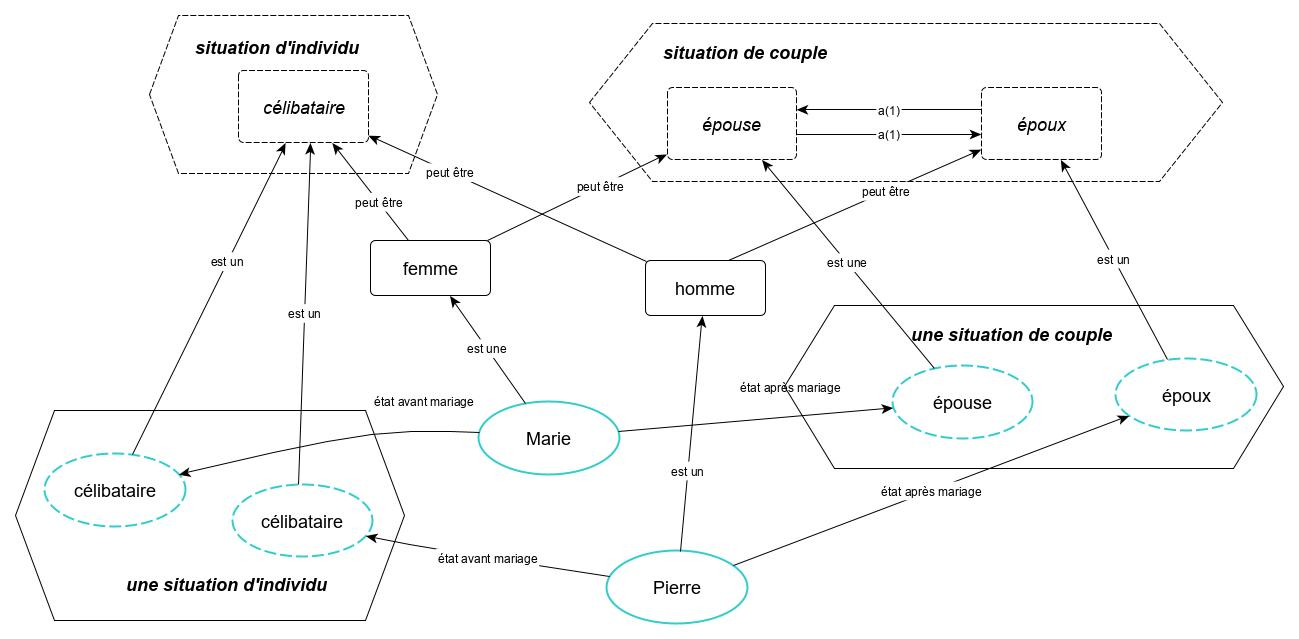 situation d'individu
situation de couple
célibataire
épouse
a(1)
a(1)
époux
peut être
peut être
peut être
peut être
est un
femme
est une
est un
homme
est un
une situation de couple
est une
état avant mariage
état après mariage
épouse
époux
Marie
célibataire
est un
état après mariage
célibataire
état avant mariage
une situation d'individu
Pierre